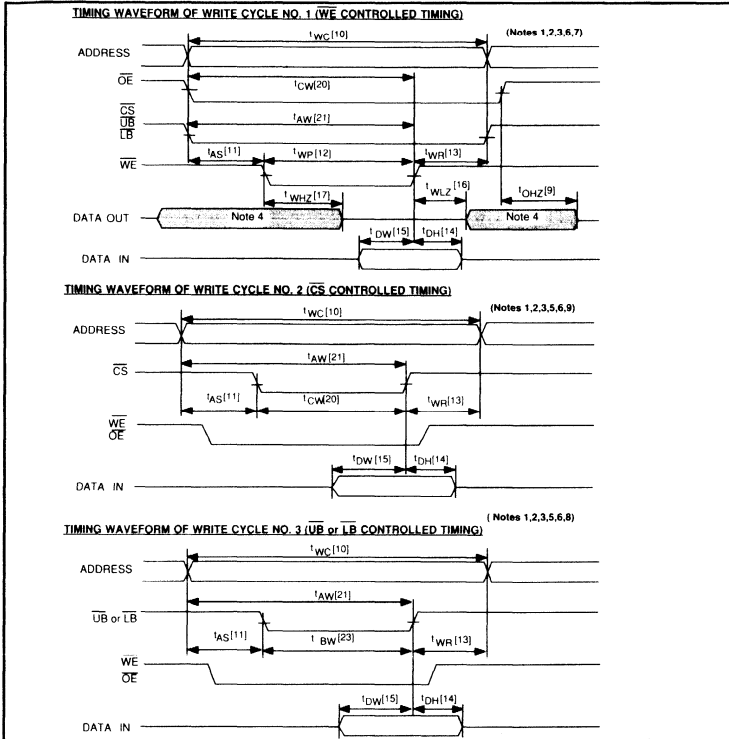 TIMING WAVEFORM OF WRITE CYCLE NO. 1 (WE CONTROLLED TIMING)
(Notes 1,2,3,6,7)
tWC[10]
ADDRESS
OE
tCW[20]
CS
UB
LB
tAW[21]
tAS[11] tWP[12] tWR[13]
WE
tWHZ[17] tWLZ[16] tOHZ[9]
DATA OUT Note 4 Note 4
tDW[15] tDH[14]
DATA IN
TIMING WAVEFORM OF WRITE CYCLE NO. 2 (CS CONTROLLED TIMING)
(Notes 1,2,3,5,6,9)
tWC[10]
ADDRESS
tAW[21]
CS
tAS[11] tCW[20] tWR[13]
WE
OE
tDW[15] tDH[14]
DATA IN
(Notes 1,2,3,5,6,8)
TIMING WAVEFORM OF WRITE CYCLE NO. 3 (UB or LB CONTROLLED TIMING)
tWC[10]
ADDRESS
tAW[21]
UB or LB
tAS[11] tBW[23] tWR[13]
WE
OE
tDW[15] tDH[14]
DATA IN